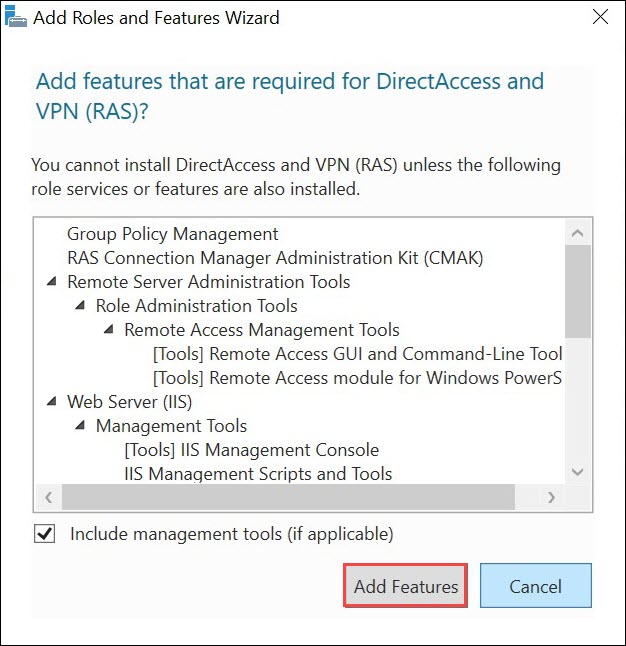 Add Roles and Features Wizard
Add features that are required for DirectAccess and
VPN (RAS)?
You cannot install DirectAccess and VPN (RAS) unless the following
role services or features are also installed.
Group Policy Management
RAS Connection Manager Administration Kit (CMAK)
Remote Server Administration Tools
Role Administration Tools
Remote Access Management Tools
[Tools] Remote Access GUI and Command-Line Tool
[Tools] Remote Access module for Windows PowerS
Web Server (IIS)
Management Tools
[Tools] IIS Management Console
IIS Management Scripts and Tools
Include management tools (if applicable)
Add Features
Cancel